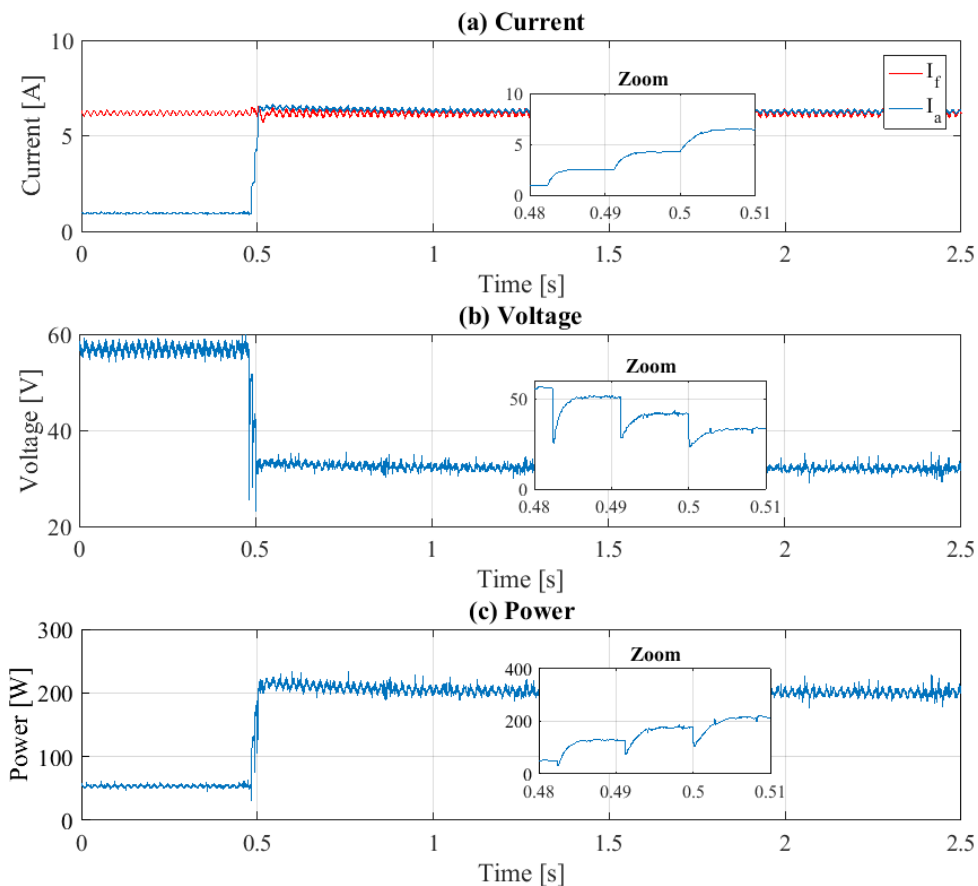 (a) Current
10
5
0
Current [A]
I_f
I_a
Zoom
10
5
0
0.48 0.49 0.5 0.51
0 0.5 1 1.5 2 2.5
Time [s]
(b) Voltage
60
40
20
Voltage [V]
Zoom
50
0
0.48 0.49 0.5 0.51
0 0.5 1 1.5 2 2.5
Time [s]
(c) Power
300
200
100
0
Power [W]
Zoom
400
200
0
0.48 0.49 0.5 0.51
0 0.5 1 1.5 2 2.5
Time [s]